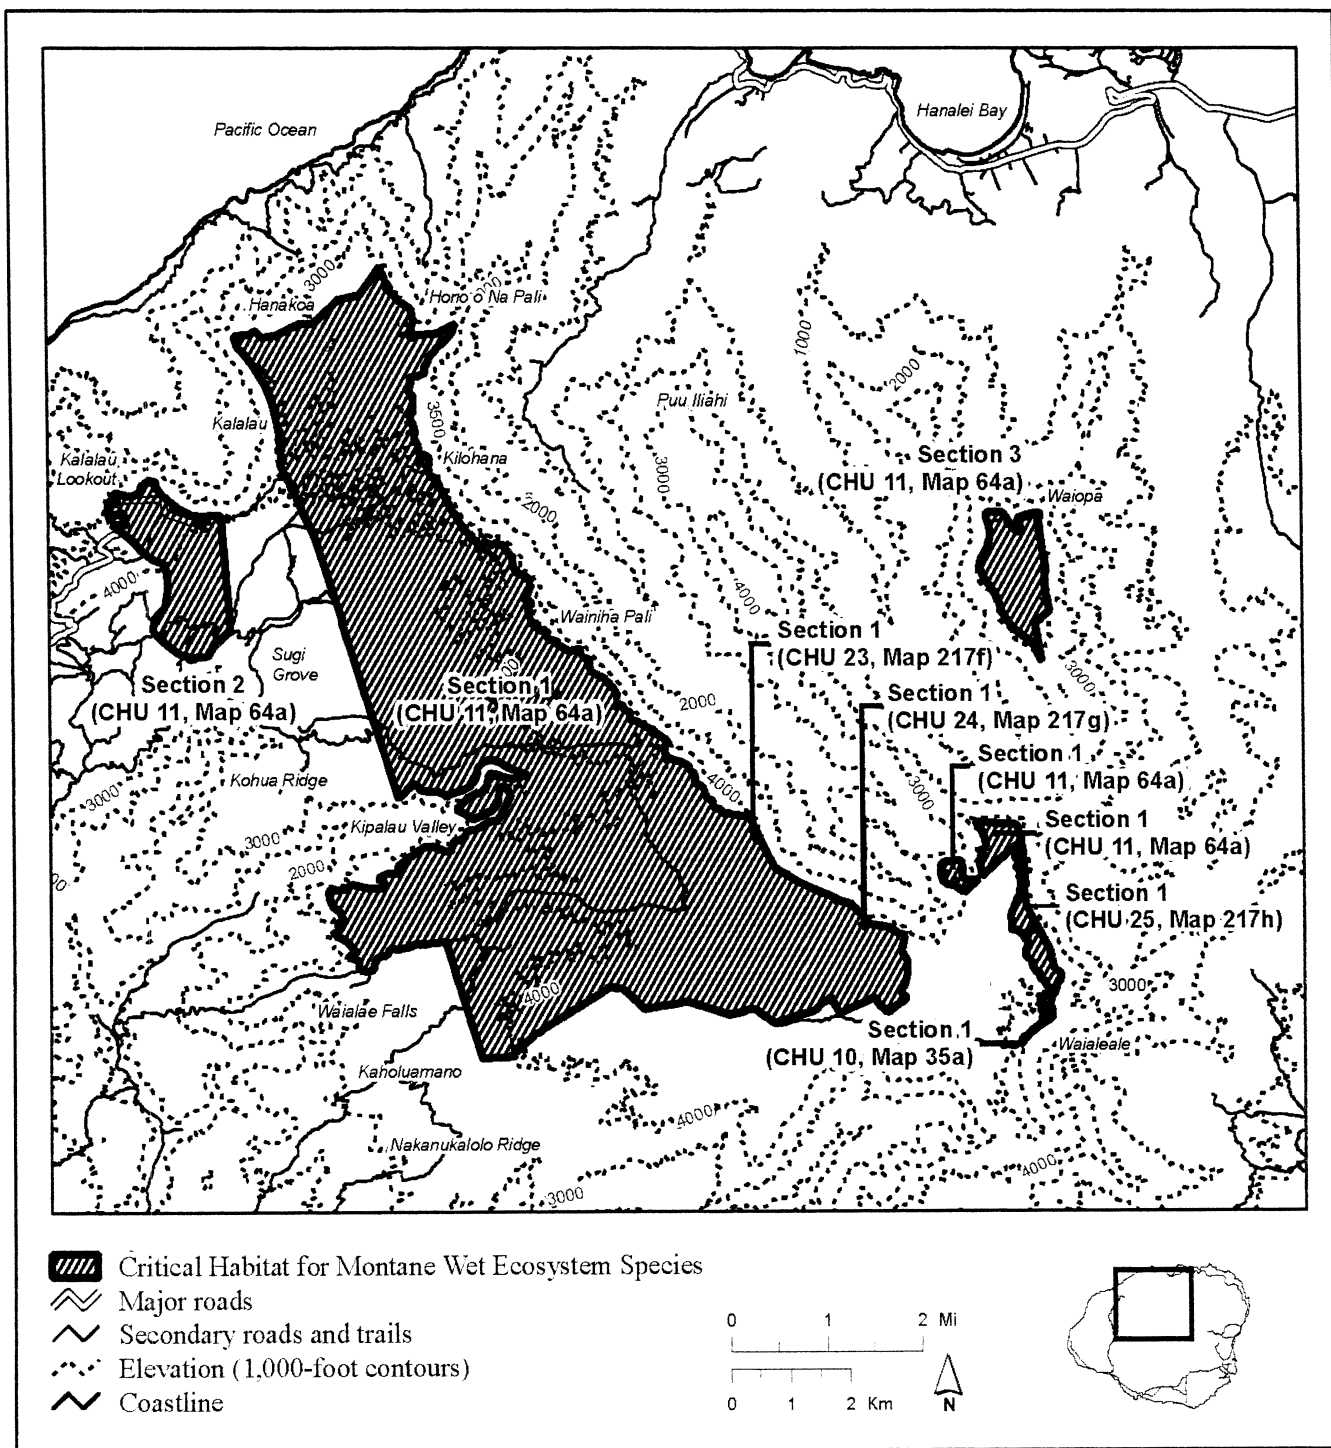 Pacific Ocean
Hanalei Bay
3000
Hanakoa
Hono o Na Pali
1000
2000
Puu Iliahi
3500
Kalalau
Kilohana
Kalalau
Lookout
3000
2000
Section 3
(CHU 11, Map 64a)
Waiopa
4000
4000
Wainiha Pali
Sugi
Grove
Section 1
(CHU 23, Map 217f)
3000
Section 2
(CHU 11, Map 64a)
Section 1
(CHU 11, Map 64a)
2000
Section 1
(CHU 24, Map 217g)
Kohua Ridge
4000
3000
Section 1
(CHU 11, Map 64a)
3000
Kipalau Valley
3000
2000
Section 1
(CHU 11, Map 64a)
Section 1
(CHU 25, Map 217h)
4000
3000
Waialae Falls
Section 1
(CHU 10, Map 35a)
Waialeale
Kaholuamano
4000
Nakanukalolo Ridge
4000
3000
Critical Habitat for Montane Wet Ecosystem Species
Major roads
Secondary roads and trails
Elevation (1,000-foot contours)
Coastline
0 1 2 Mi
0 1 2 Km
N